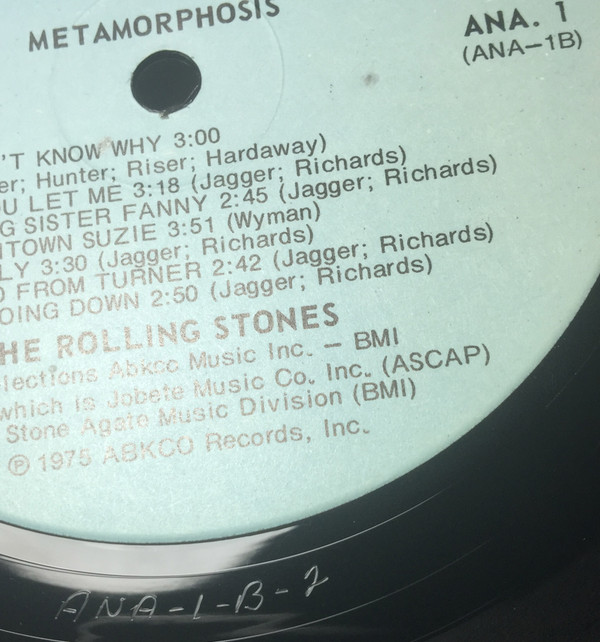 METAMORPHOSIS
ANA. 1
(ANA-1B)
'T KNOW WHY 3:00
er; Hunter; Riser; Hardaway)
U LET ME 3:18 (Jagger; Richards)
G SISTER FANNY 2:45 (Jagger; Richards)
TOWN SUZIE 3:51 (Wyman)
LY 3:30 (Jagger; Richards)
O FROM TURNER 2:42 (Jagger; Richards)
OING DOWN 2:50 (Jagger; Richards)
HE ROLLING STONES
lections Abkco Music Inc. – BMI
which is Jobete Music Co. Inc. (ASCAP)
Stone Agate Music Division (BMI)
℗ 1975 ABKCO Records, Inc.
ANA-1-B-2